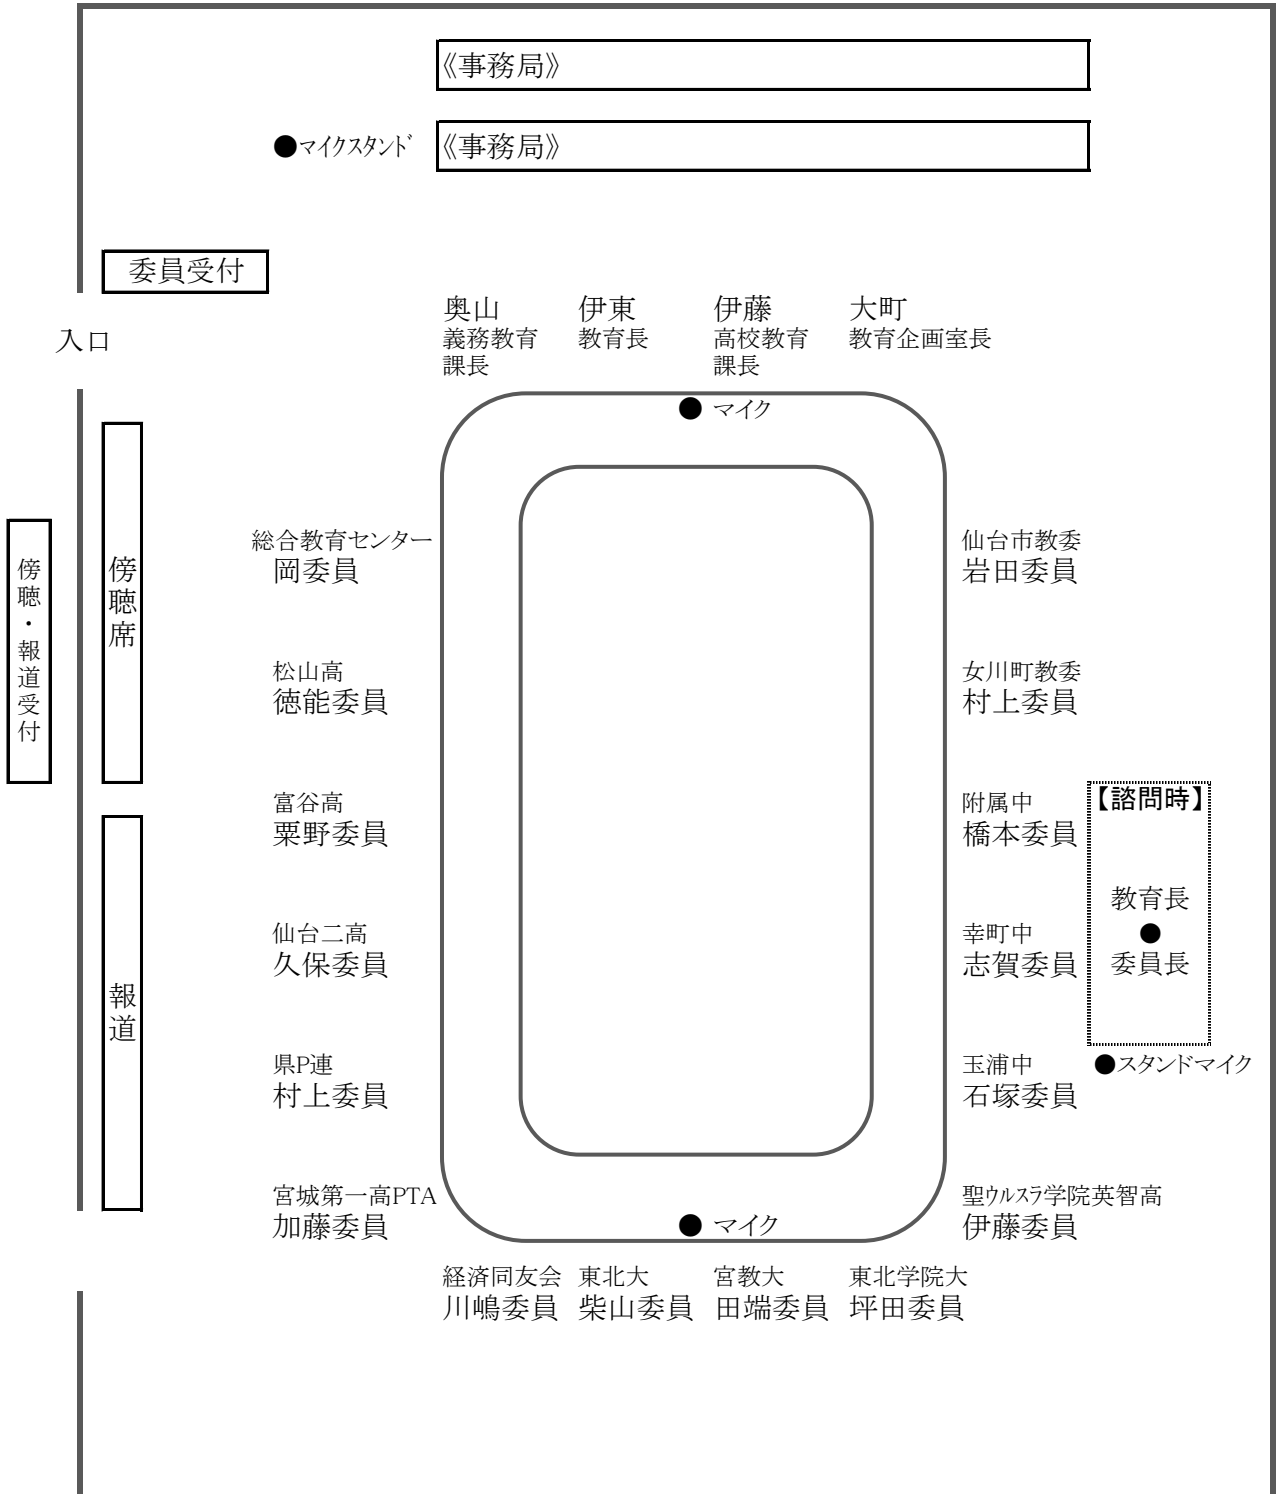 《事務局》
●マイクスタンド
《事務局》
委員受付
入口
奥山
義務教育
課長
伊東
教育長
伊藤
高校教育
課長
大町
教育企画室長
● マイク
傍聴・報道受付
傍聴席
報道
総合教育センター
岡委員
松山高
徳能委員
富谷高
粟野委員
仙台二高
久保委員
県P連
村上委員
宮城第一高PTA
加藤委員
仙台市教委
岩田委員
女川町教委
村上委員
附属中
橋本委員
幸町中
志賀委員
玉浦中
石塚委員
聖ウルスラ学院英智高
伊藤委員
【諮問時】
教育長
●
委員長
●スタンドマイク
● マイク
経済同友会
川嶋委員
東北大
柴山委員
宮教大
田端委員
東北学院大
坪田委員